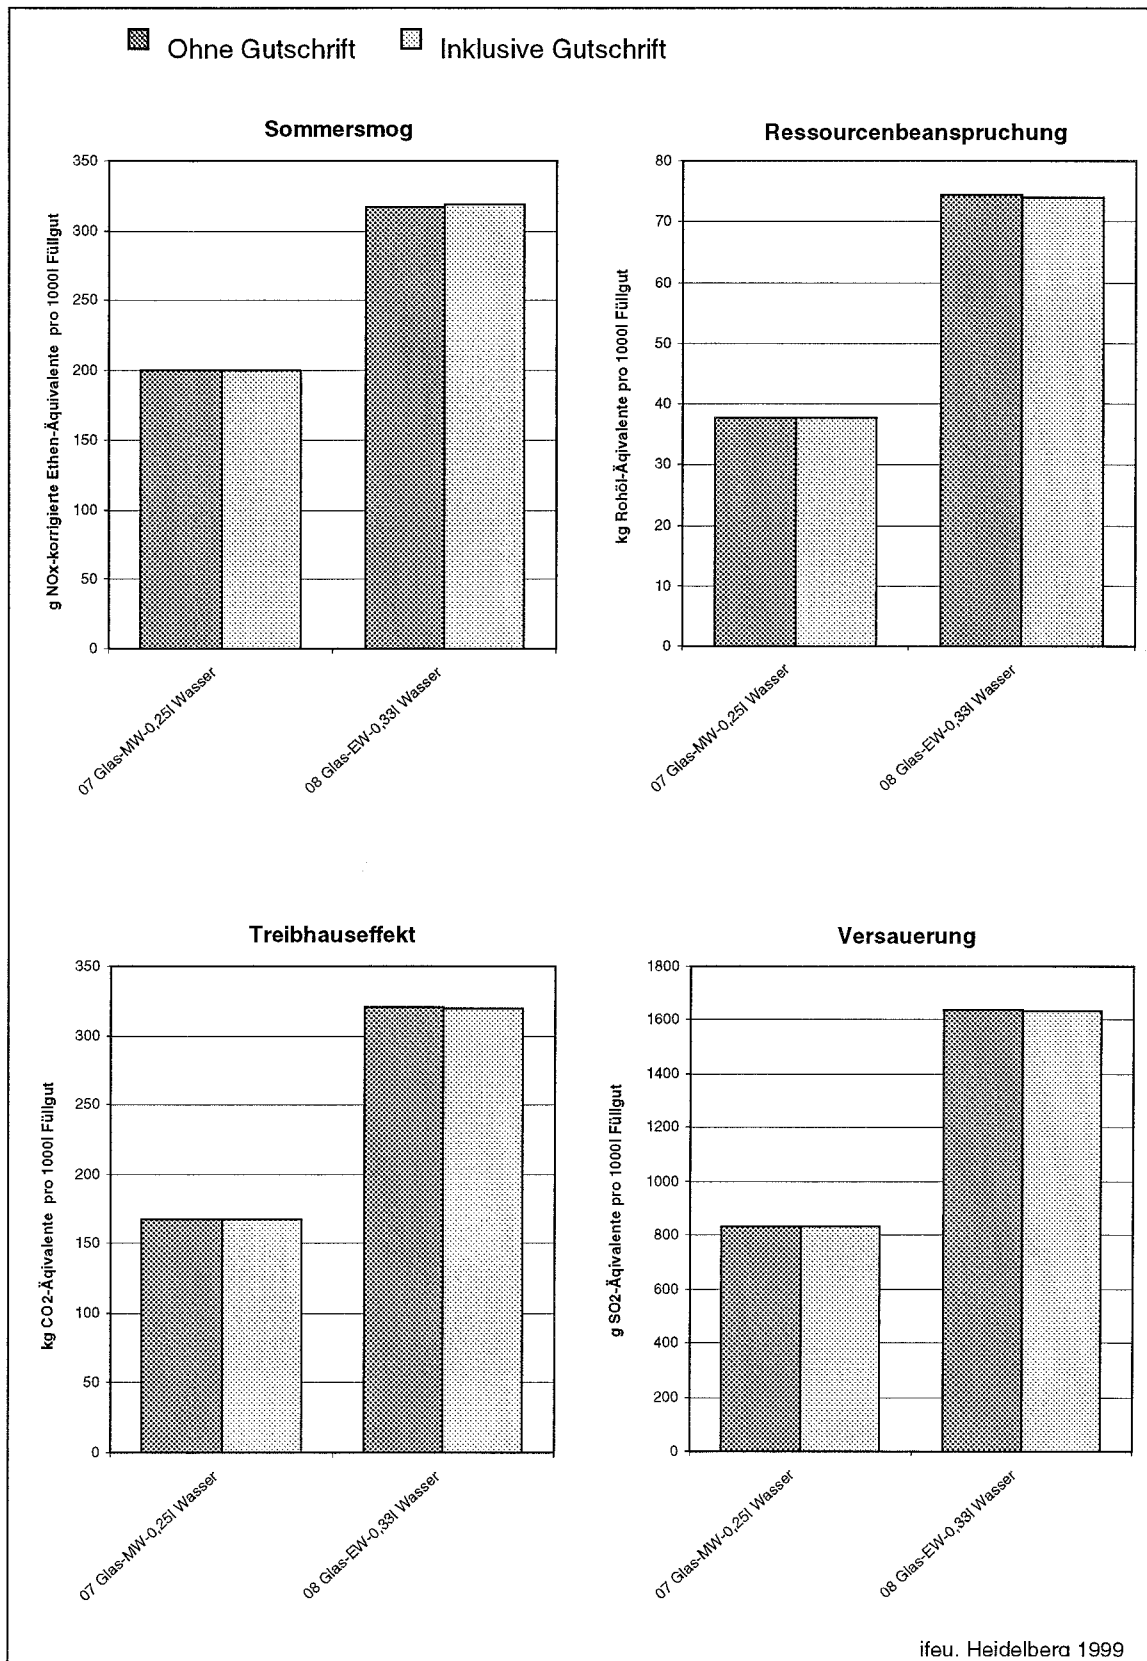 Ohne Gutschrift Inklusive Gutschrift
Sommersmog
g NOx-korrigierte Ethen-Äquivalente pro 1000l Füllgut
350
300
250
200
150
100
50
0
07 Glas-MW-0,25l Wasser
08 Glas-EW-0,33l Wasser
Ressourcenbeanspruchung
kg Rohöl-Äqivalente pro 1000l Füllgut
80
70
60
50
40
30
20
10
0
07 Glas-MW-0,25l Wasser
08 Glas-EW-0,33l Wasser
Treibhauseffekt
kg CO2-Äqivalente pro 1000l Füllgut
350
300
250
200
150
100
50
0
07 Glas-MW-0,25l Wasser
08 Glas-EW-0,33l Wasser
Versauerung
g SO2-Äqivalente pro 1000l Füllgut
1800
1600
1400
1200
1000
800
600
400
200
0
07 Glas-MW-0,25l Wasser
08 Glas-EW-0,33l Wasser
ifeu. Heidelberg 1999